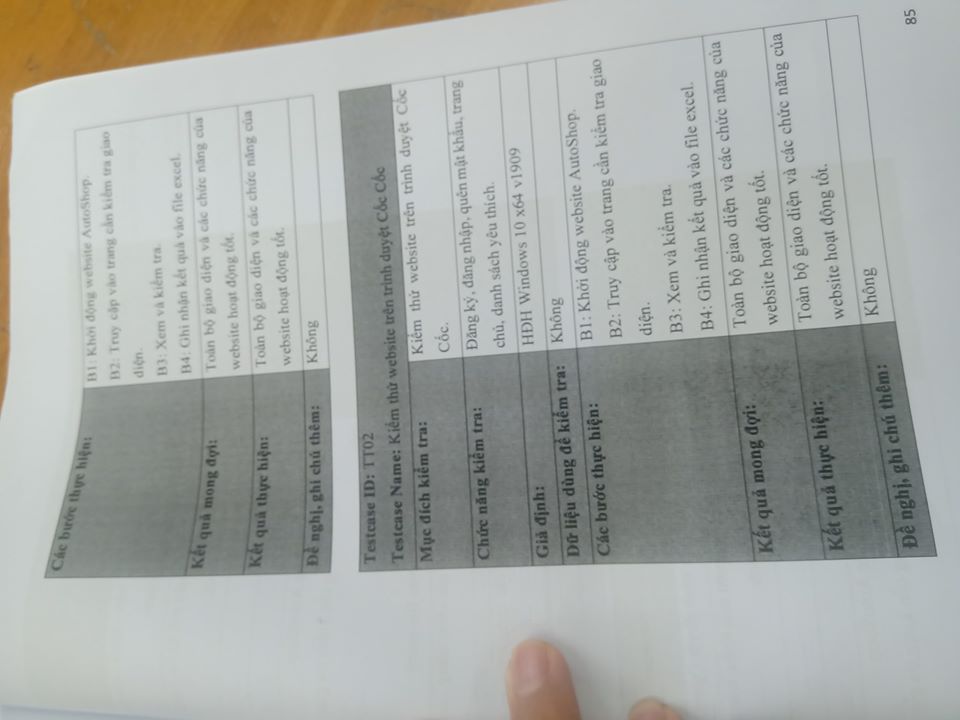 Các bước thực hiện:
B1: Khởi động website AutoShop.
B2: Truy cập vào trang cần kiểm tra giao
diện.
B3: Xem và kiểm tra.
B4: Ghi nhận kết quả vào file excel.
Kết quả mong đợi:
Toàn bộ giao diện và các chức năng của
website hoạt động tốt.
Kết quả thực hiện:
Toàn bộ giao diện và các chức năng của
website hoạt động tốt.
Đề nghị, ghi chú thêm:
Không
Testcase ID: TT02
Testcase Name: Kiểm thử website trên trình duyệt Cốc Cốc
Mục đích kiểm tra:
Kiểm thử website trên trình duyệt Cốc
Cốc.
Chức năng kiểm tra:
Đăng ký, đăng nhập, quên mật khẩu, trang
chủ, danh sách yêu thích.
Giả định:
HĐH Windows 10 x64 v1909
Dữ liệu dùng để kiểm tra:
Không
Các bước thực hiện:
B1: Khởi động website AutoShop.
B2: Truy cập vào trang cần kiểm tra giao
diện.
B3: Xem và kiểm tra.
B4: Ghi nhận kết quả vào file excel.
Kết quả mong đợi:
Toàn bộ giao diện và các chức năng của
website hoạt động tốt.
Kết quả thực hiện:
Toàn bộ giao diện và các chức năng của
website hoạt động tốt.
Đề nghị, ghi chú thêm:
Không
85